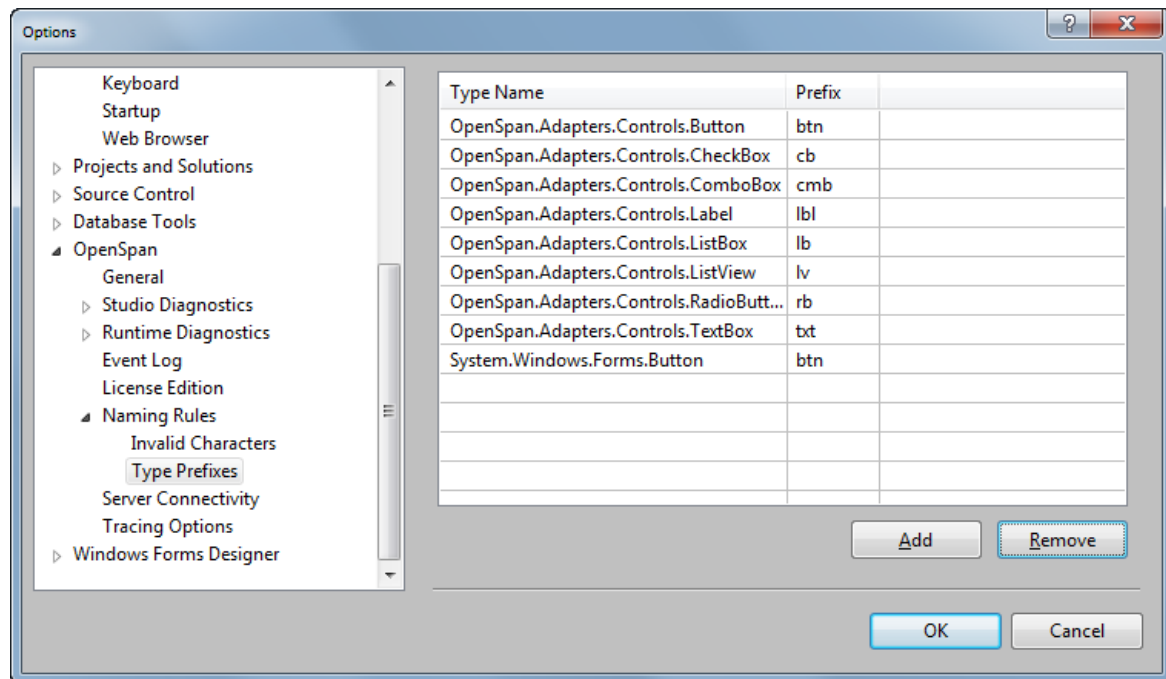 Options
Keyboard
Startup
Web Browser
Projects and Solutions
Source Control
Database Tools
OpenSpan
General
Studio Diagnostics
Runtime Diagnostics
Event Log
License Edition
Naming Rules
Invalid Characters
Type Prefixes
Server Connectivity
Tracing Options
Windows Forms Designer
Type Name Prefix
OpenSpan.Adapters.Controls.Button btn
OpenSpan.Adapters.Controls.CheckBox cb
OpenSpan.Adapters.Controls.ComboBox cmb
OpenSpan.Adapters.Controls.Label lbl
OpenSpan.Adapters.Controls.ListBox lb
OpenSpan.Adapters.Controls.ListView lv
OpenSpan.Adapters.Controls.RadioButt... rb
OpenSpan.Adapters.Controls.TextBox txt
System.Windows.Forms.Button btn
Add Remove
OK Cancel